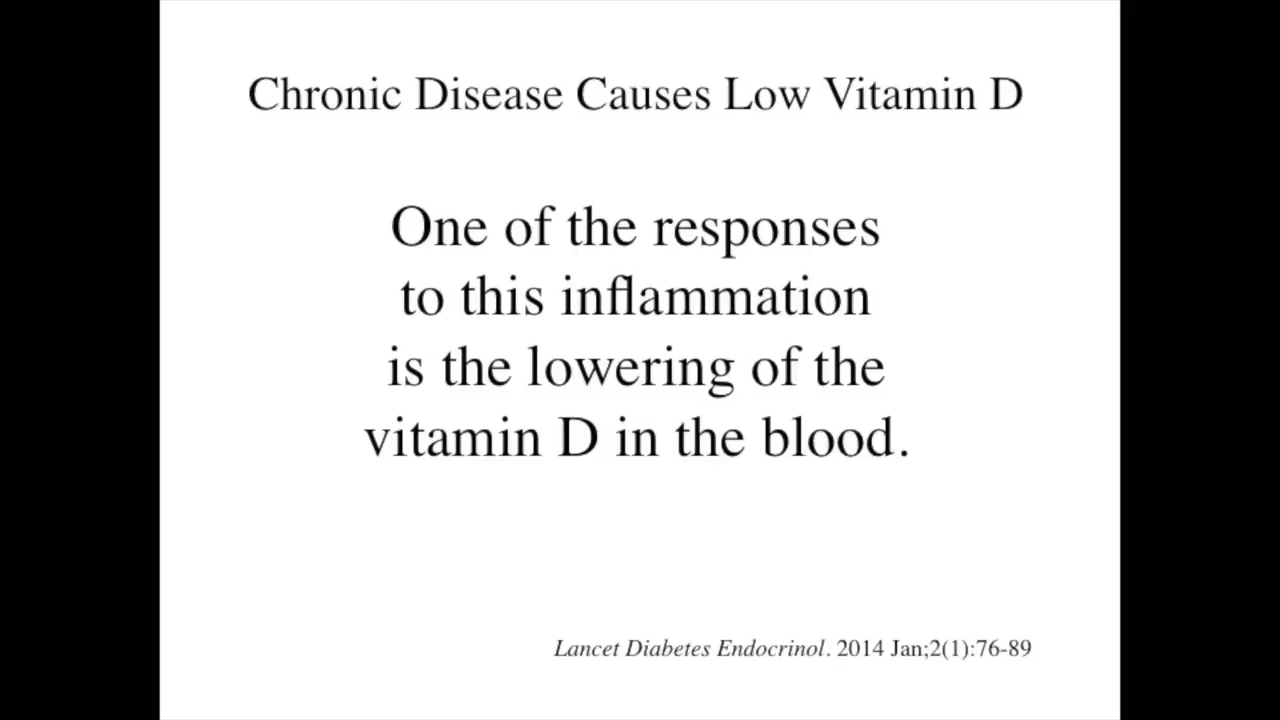 Chronic Disease Causes Low Vitamin D
One of the responses
to this inflammation
is the lowering of the
vitamin D in the blood.
Lancet Diabetes Endocrinol. 2014 Jan;2(1):76-89